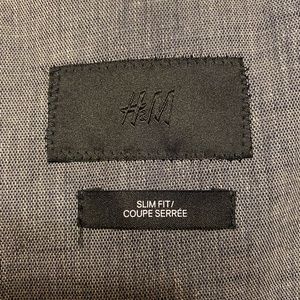 H&M
SLIM FIT/
COUPE SERRÉE